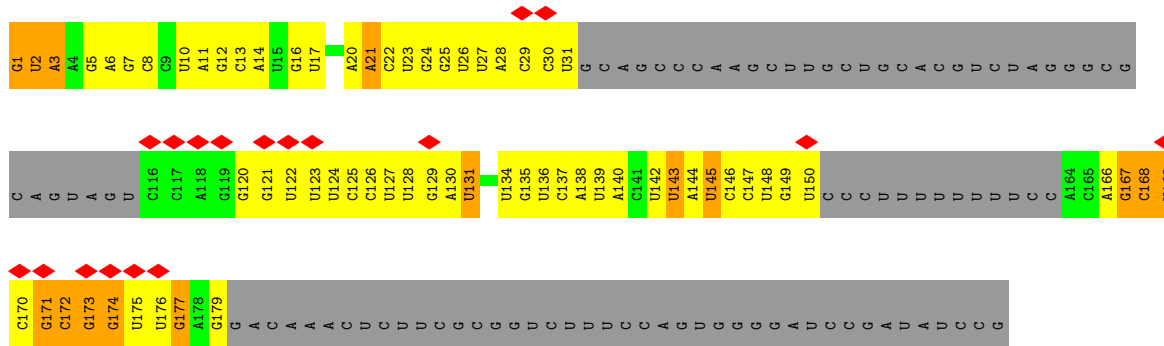 G1 U2 A3 A4 G5 A6 G7 C8 C9 U10 A11 G12 C13 A14 U15 G16 U17 A20 A21 C22 U23 G24 G25 U26 U27 A28 C29 C30 U31 G C A G C C C A A G C U U G C U G C A C G U C U A G G G C G
C A G U A G U C116 C117 A118 G119 G120 G121 U122 U123 U124 C125 C126 U127 U128 G129 A130 U131 U134 G135 U136 C137 A138 U139 A140 C141 U142 U143 A144 U145 C146 C147 U148 G149 U150 C C C U U U U U U U U C C A164 C165 A166 G167 C168
C170 G171 C172 G173 G174 U175 U176 G177 A178 G179 G A C A A A C U C U U C G C G G U C U U U C C A G U G G G G A U C C G A U A U C C G